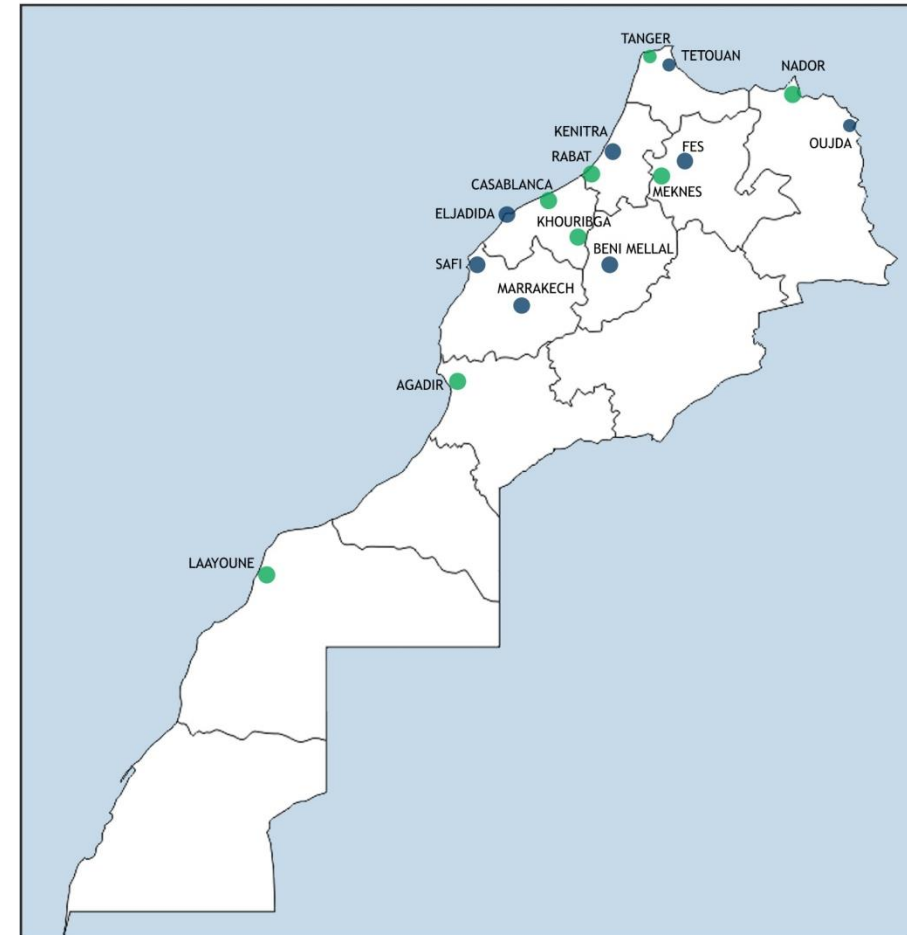 TANGER
TETOUAN
NADOR
KENITRA
OUJDA
FES
RABAT
MEKNES
CASABLANCA
ELJADIDA
KHOURIBGA
BENI MELLAL
SAFI
MARRAKECH
AGADIR
LAAYOUNE